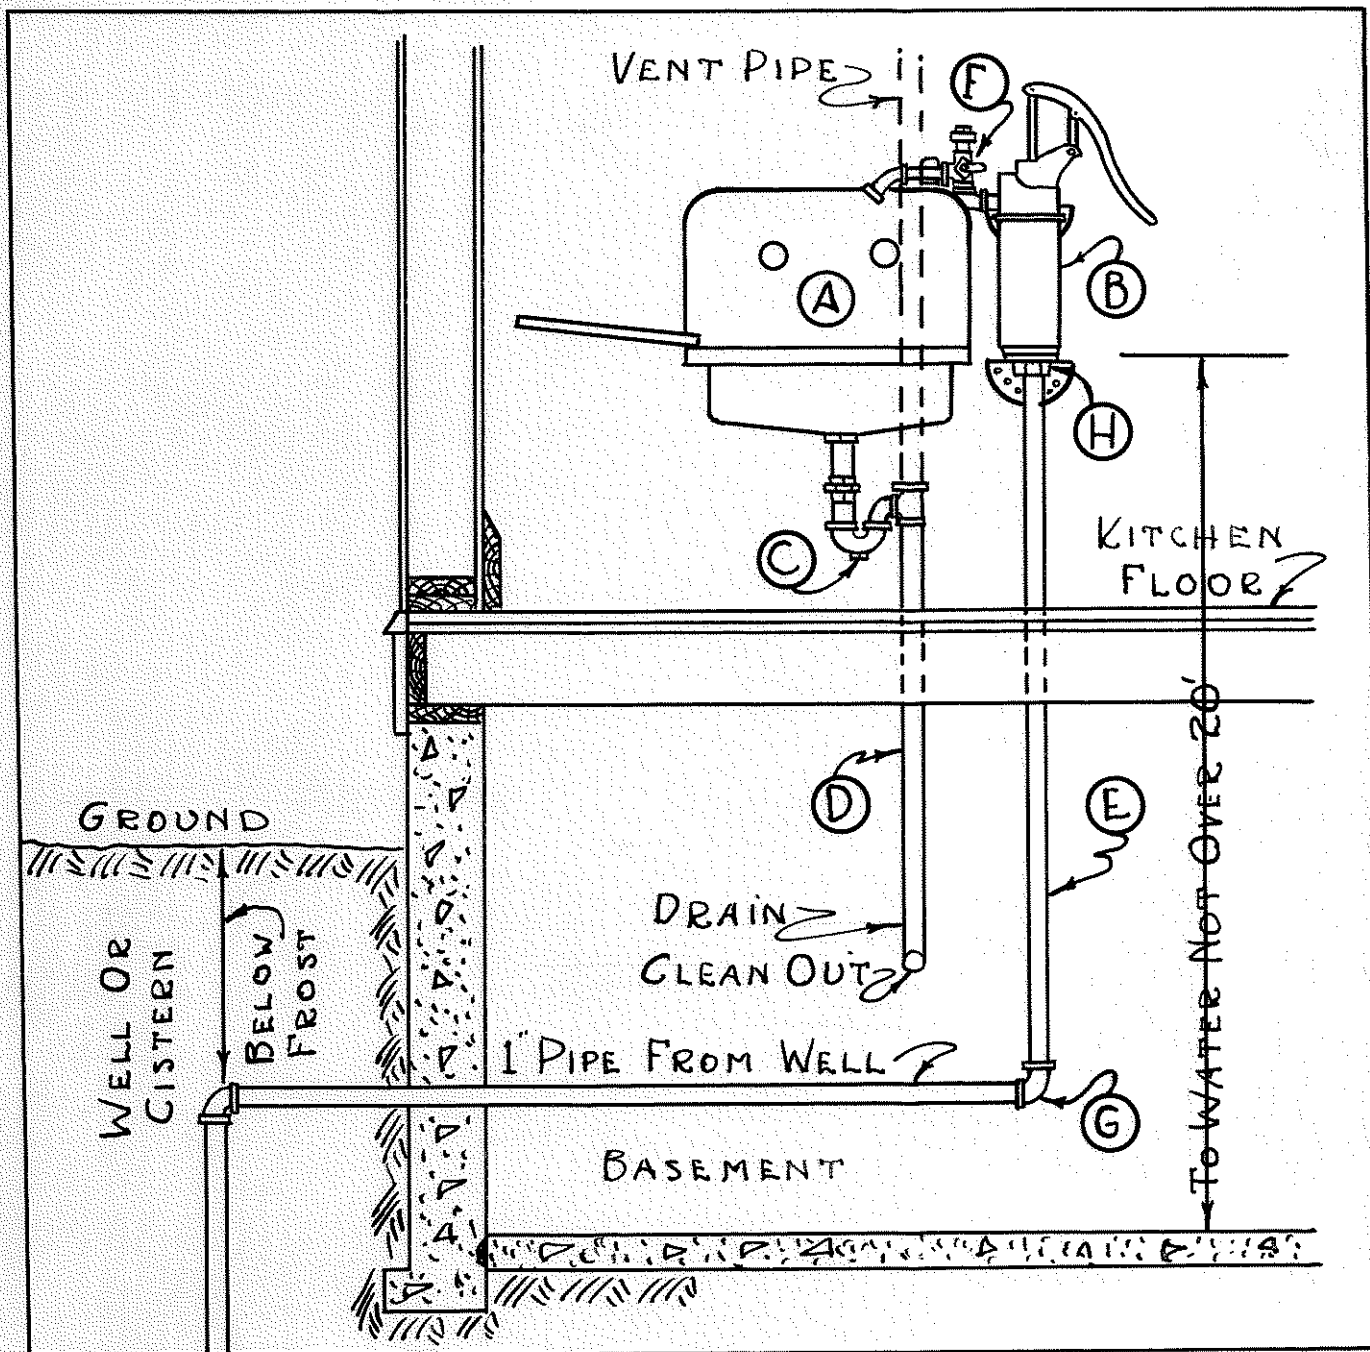 VENT PIPE
F
A
B
H
C
KITCHEN
FLOOR
D
E
GROUND
DRAIN
CLEAN OUT
WELL OR
CISTERN
BELOW
FROST
1" PIPE FROM WELL
G
BASEMENT
TO WATER NOT OVER 20'